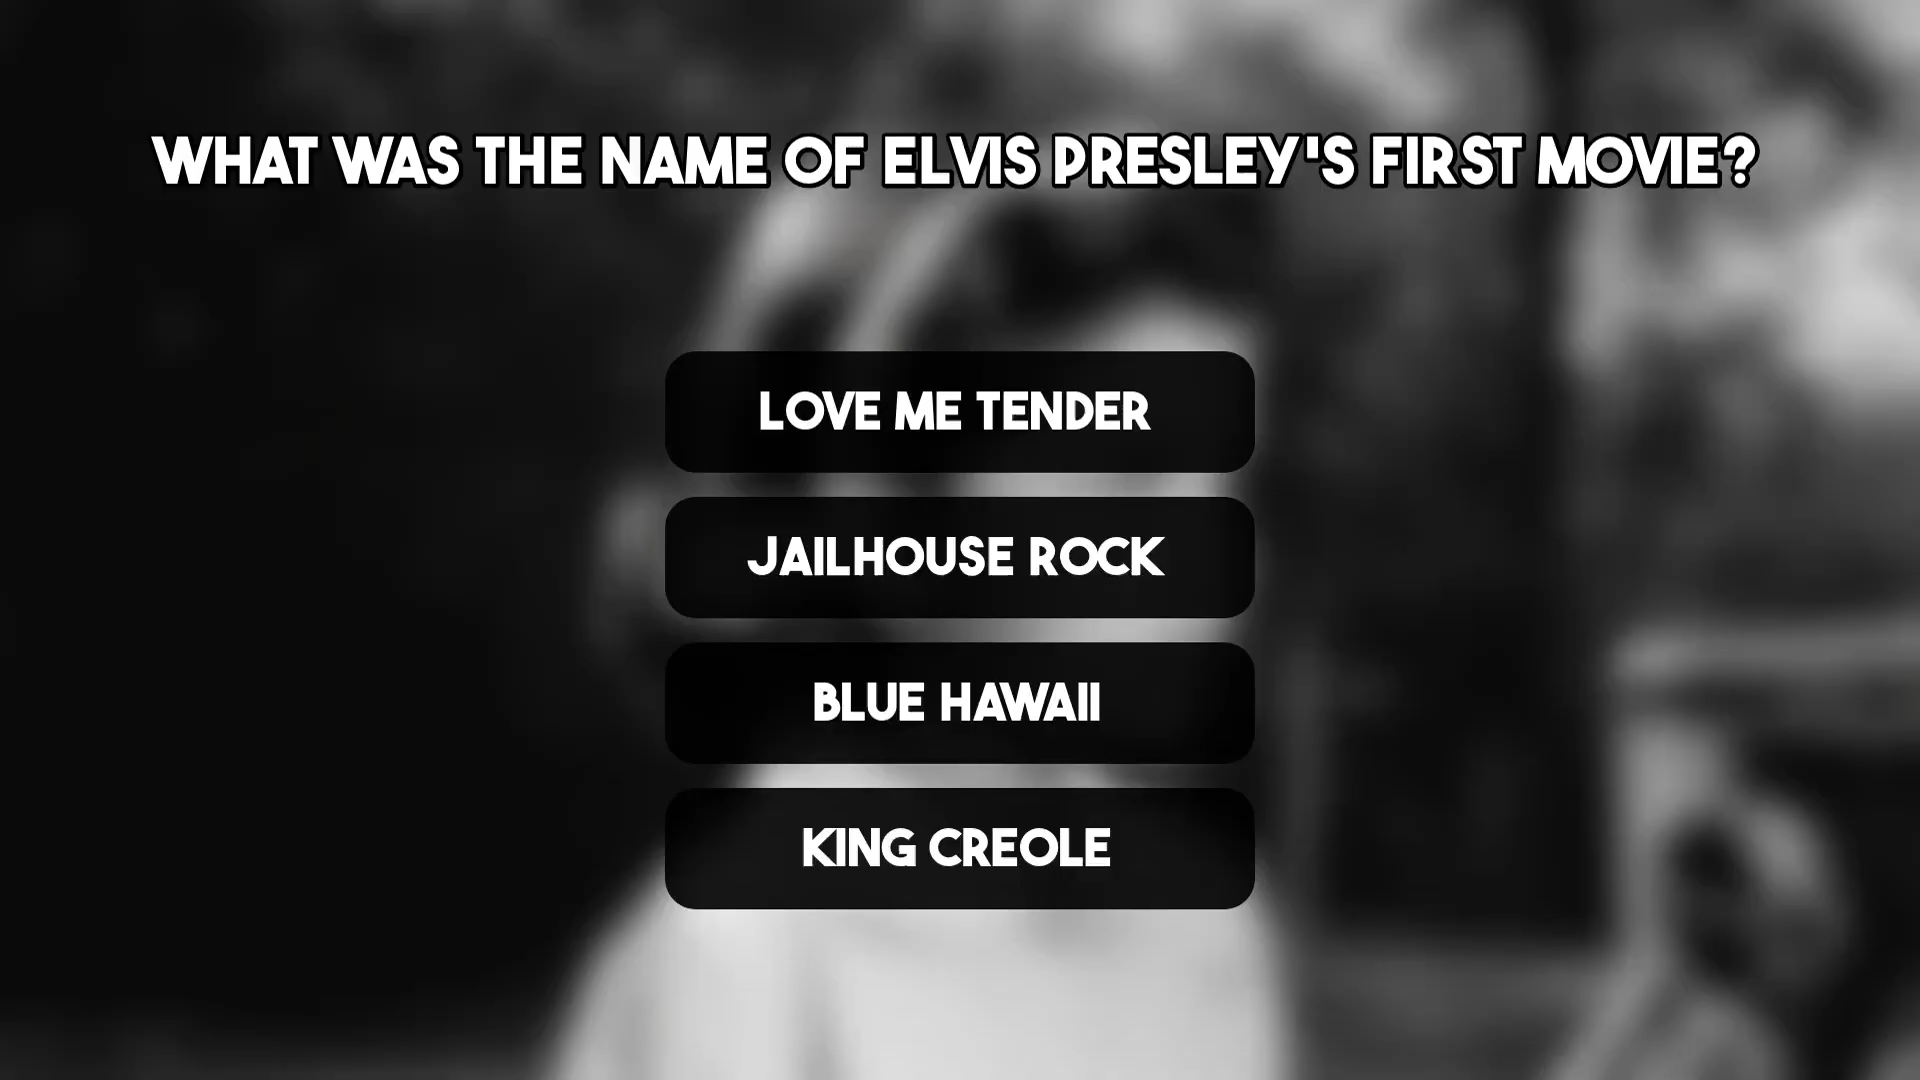 WHAT WAS THE NAME OF ELVIS PRESLEY'S FIRST MOVIE?
LOVE ME TENDER
JAILHOUSE ROCK
BLUE HAWAII
KING CREOLE